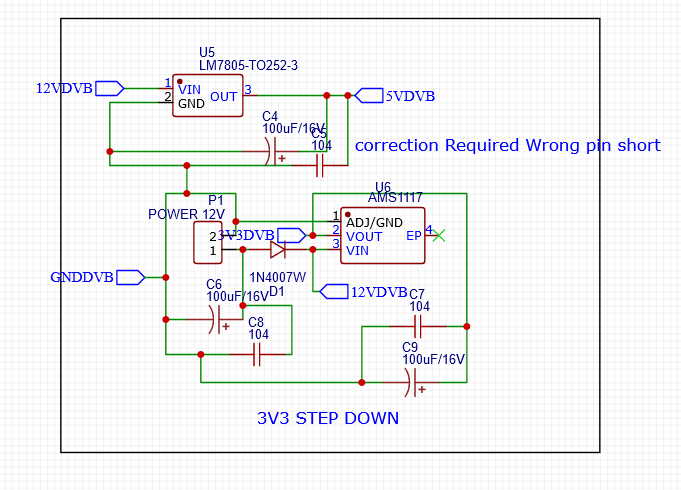 U5
LM7805-TO252-3
12VDVB
1
VIN
2
GND
OUT
3
5VDVB
C4
100uF/16V
C5
104
correction Required Wrong pin short
U6
AMS1117
P1
POWER 12V
2
1
3V3DVB
1
ADJ/GND
2
VOUT
3
VIN
EP
4
GNDDVB
1N4007W
D1
12VDVB
C6
100uF/16V
C8
104
C7
104
C9
100uF/16V
3V3 STEP DOWN